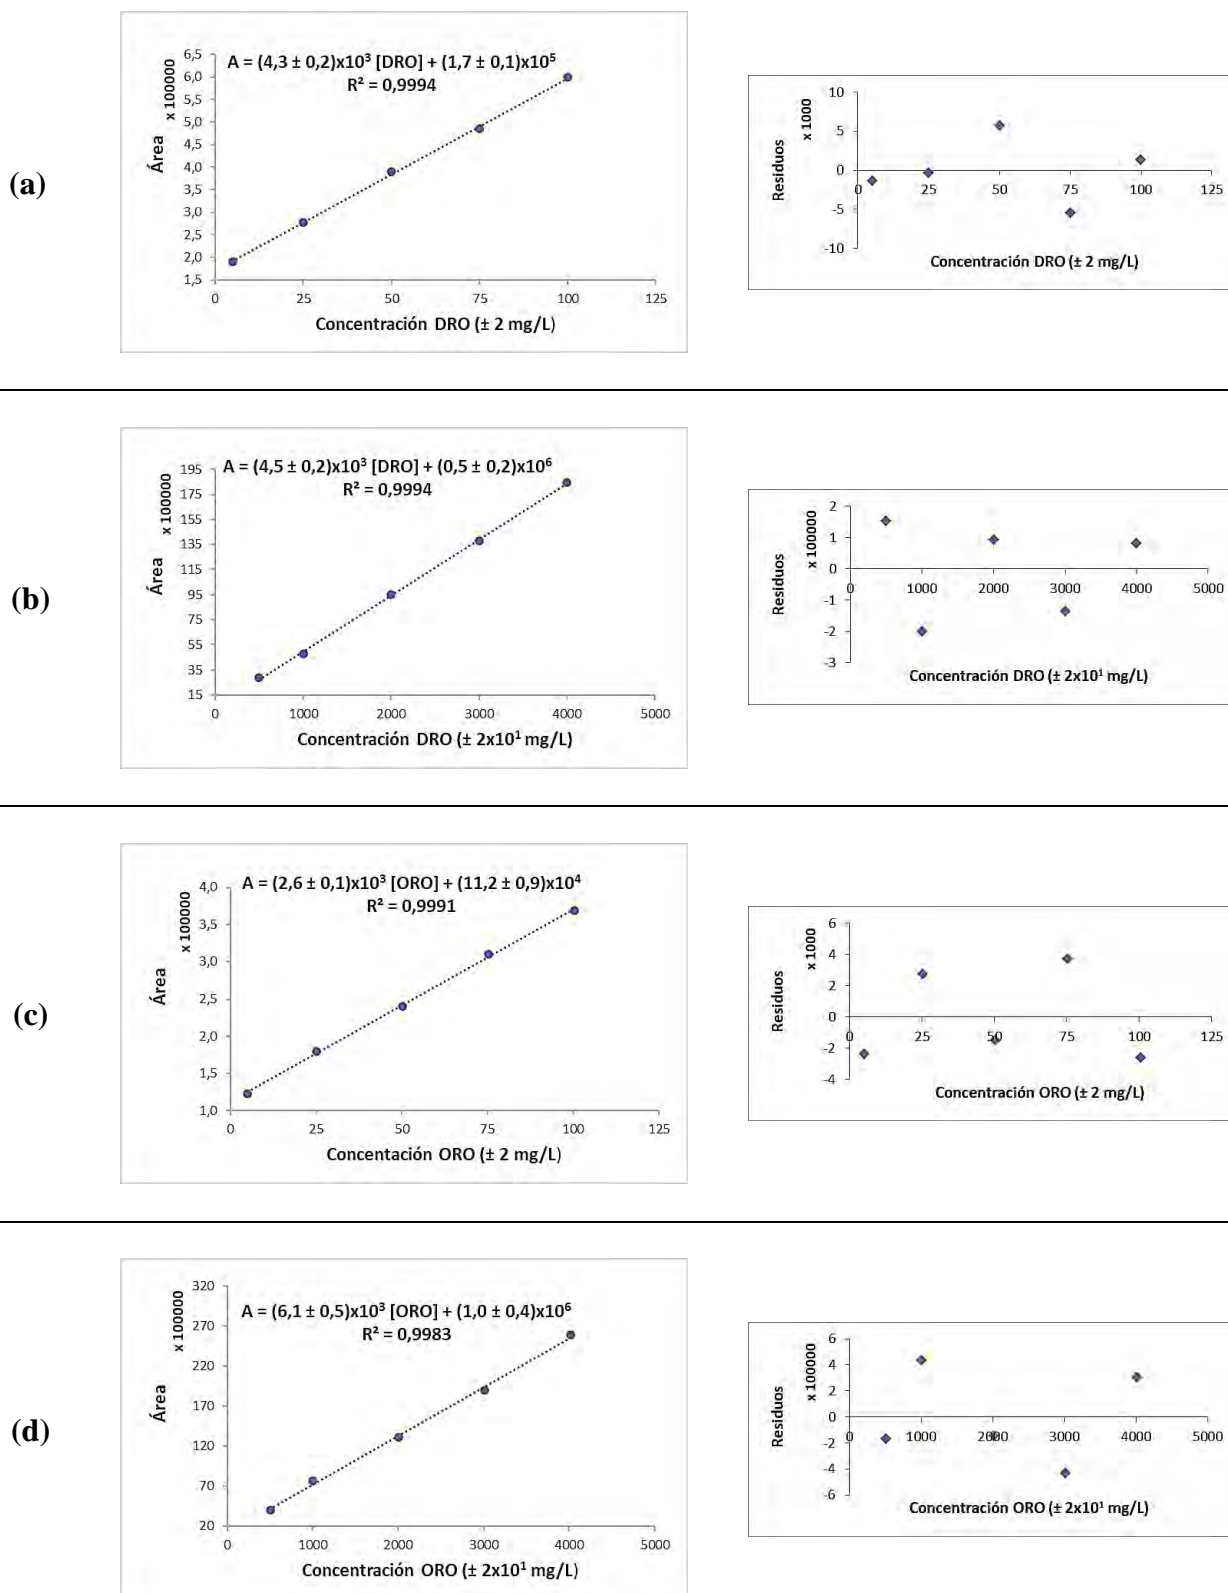 (a)
A = (4,3 ± 0,2)x10³ [DRO] + (1,7 ± 0,1)x10⁵
R² = 0,9994
Área
x 100000
6,5
6,0
5,5
5,0
4,5
4,0
3,5
3,0
2,5
2,0
1,5
0 25 50 75 100 125
Concentración DRO (± 2 mg/L)
Residuos
x 1000
10
5
0
-5
-10
0 25 50 75 100 125
Concentración DRO (± 2 mg/L)
(b)
A = (4,5 ± 0,2)x10³ [DRO] + (0,5 ± 0,2)x10⁶
R² = 0,9994
Área
x 100000
195
175
155
135
115
95
75
55
35
15
0 1000 2000 3000 4000 5000
Concentración DRO (± 2x10¹ mg/L)
Residuos
x 100000
2
1
0
-1
-2
-3
0 1000 2000 3000 4000 5000
Concentración DRO (± 2x10¹ mg/L)
(c)
A = (2,6 ± 0,1)x10³ [ORO] + (11,2 ± 0,9)x10⁴
R² = 0,9991
Área
x 100000
4,0
3,5
3,0
2,5
2,0
1,5
1,0
0 25 50 75 100 125
Concentación ORO (± 2 mg/L)
Residuos
x 1000
6
4
2
0
-2
-4
0 25 50 75 100 125
Concentración ORO (± 2 mg/L)
(d)
A = (6,1 ± 0,5)x10³ [ORO] + (1,0 ± 0,4)x10⁶
R² = 0,9983
Área
x 100000
320
270
220
170
120
70
20
0 1000 2000 3000 4000 5000
Concentración ORO (± 2x10¹ mg/L)
Residuos
x 100000
6
4
2
0
-2
-4
-6
0 1000 2000 3000 4000 5000
Concentración ORO (± 2x10¹ mg/L)